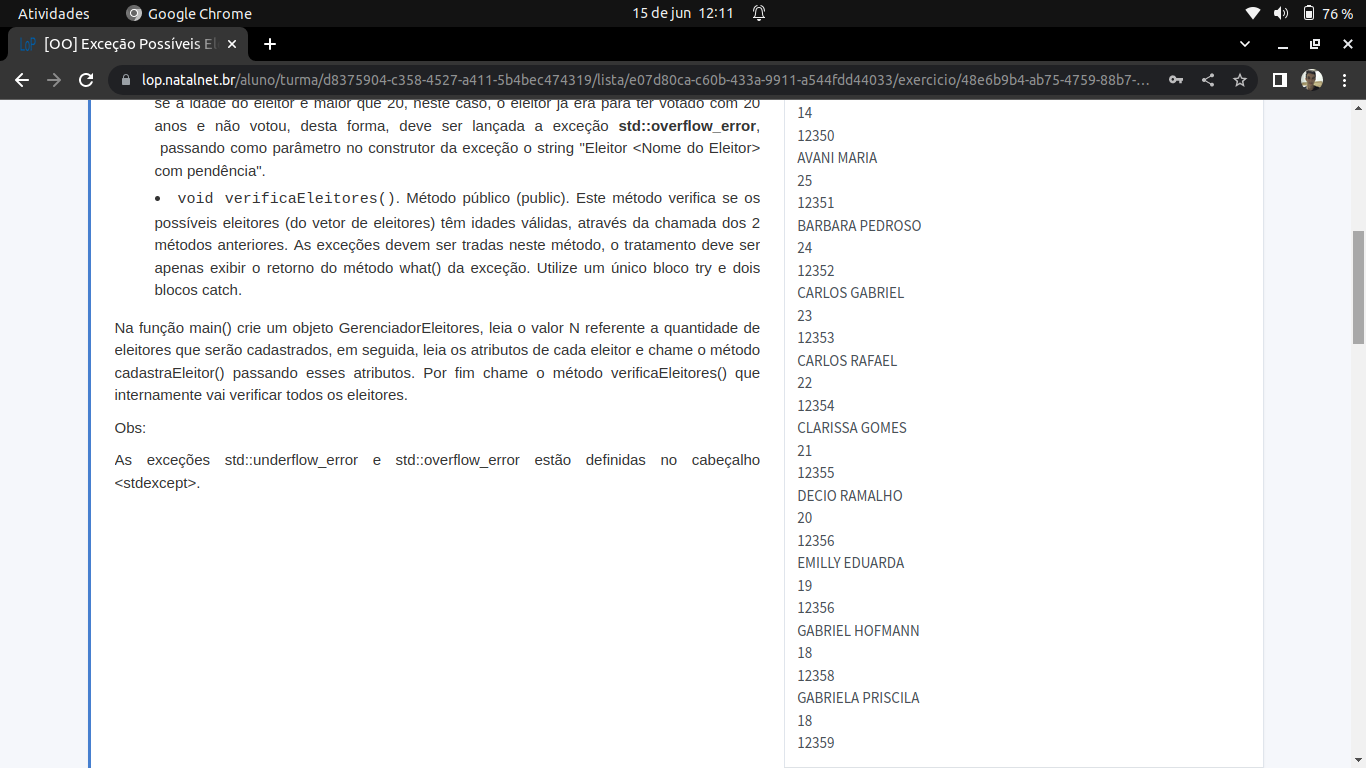 Atividades
Google Chrome
15 de jun 12:11
76 %
[OO] Exceção Possíveis El
lop.natalnet.br/aluno/turma/d8375904-c358-4527-a411-5b4bec474319/lista/e07d80ca-c60b-433a-9911-a544fdd44033/exercicio/48e6b9b4-ab75-4759-88b7-...
se a idade do eleitor é maior que 20, neste caso, o eleitor já era para ter votado com 20
anos e não votou, desta forma, deve ser lançada a exceção std::overflow_error,
passando como parâmetro no construtor da exceção o string "Eleitor <Nome do Eleitor>
com pendência".
• void verificaEleitores(). Método público (public). Este método verifica se os
possíveis eleitores (do vetor de eleitores) têm idades válidas, através da chamada dos 2
métodos anteriores. As exceções devem ser tradas neste método, o tratamento deve ser
apenas exibir o retorno do método what() da exceção. Utilize um único bloco try e dois
blocos catch.
Na função main() crie um objeto GerenciadorEleitores, leia o valor N referente a quantidade de
eleitores que serão cadastrados, em seguida, leia os atributos de cada eleitor e chame o método
cadastraEleitor() passando esses atributos. Por fim chame o método verificaEleitores() que
internamente vai verificar todos os eleitores.
Obs:
As exceções std::underflow_error e std::overflow_error estão definidas no cabeçalho
<stdexcept>.
14
12350
AVANI MARIA
25
12351
BARBARA PEDROSO
24
12352
CARLOS GABRIEL
23
12353
CARLOS RAFAEL
22
12354
CLARISSA GOMES
21
12355
DECIO RAMALHO
20
12356
EMILLY EDUARDA
19
12356
GABRIEL HOFMANN
18
12358
GABRIELA PRISCILA
18
12359